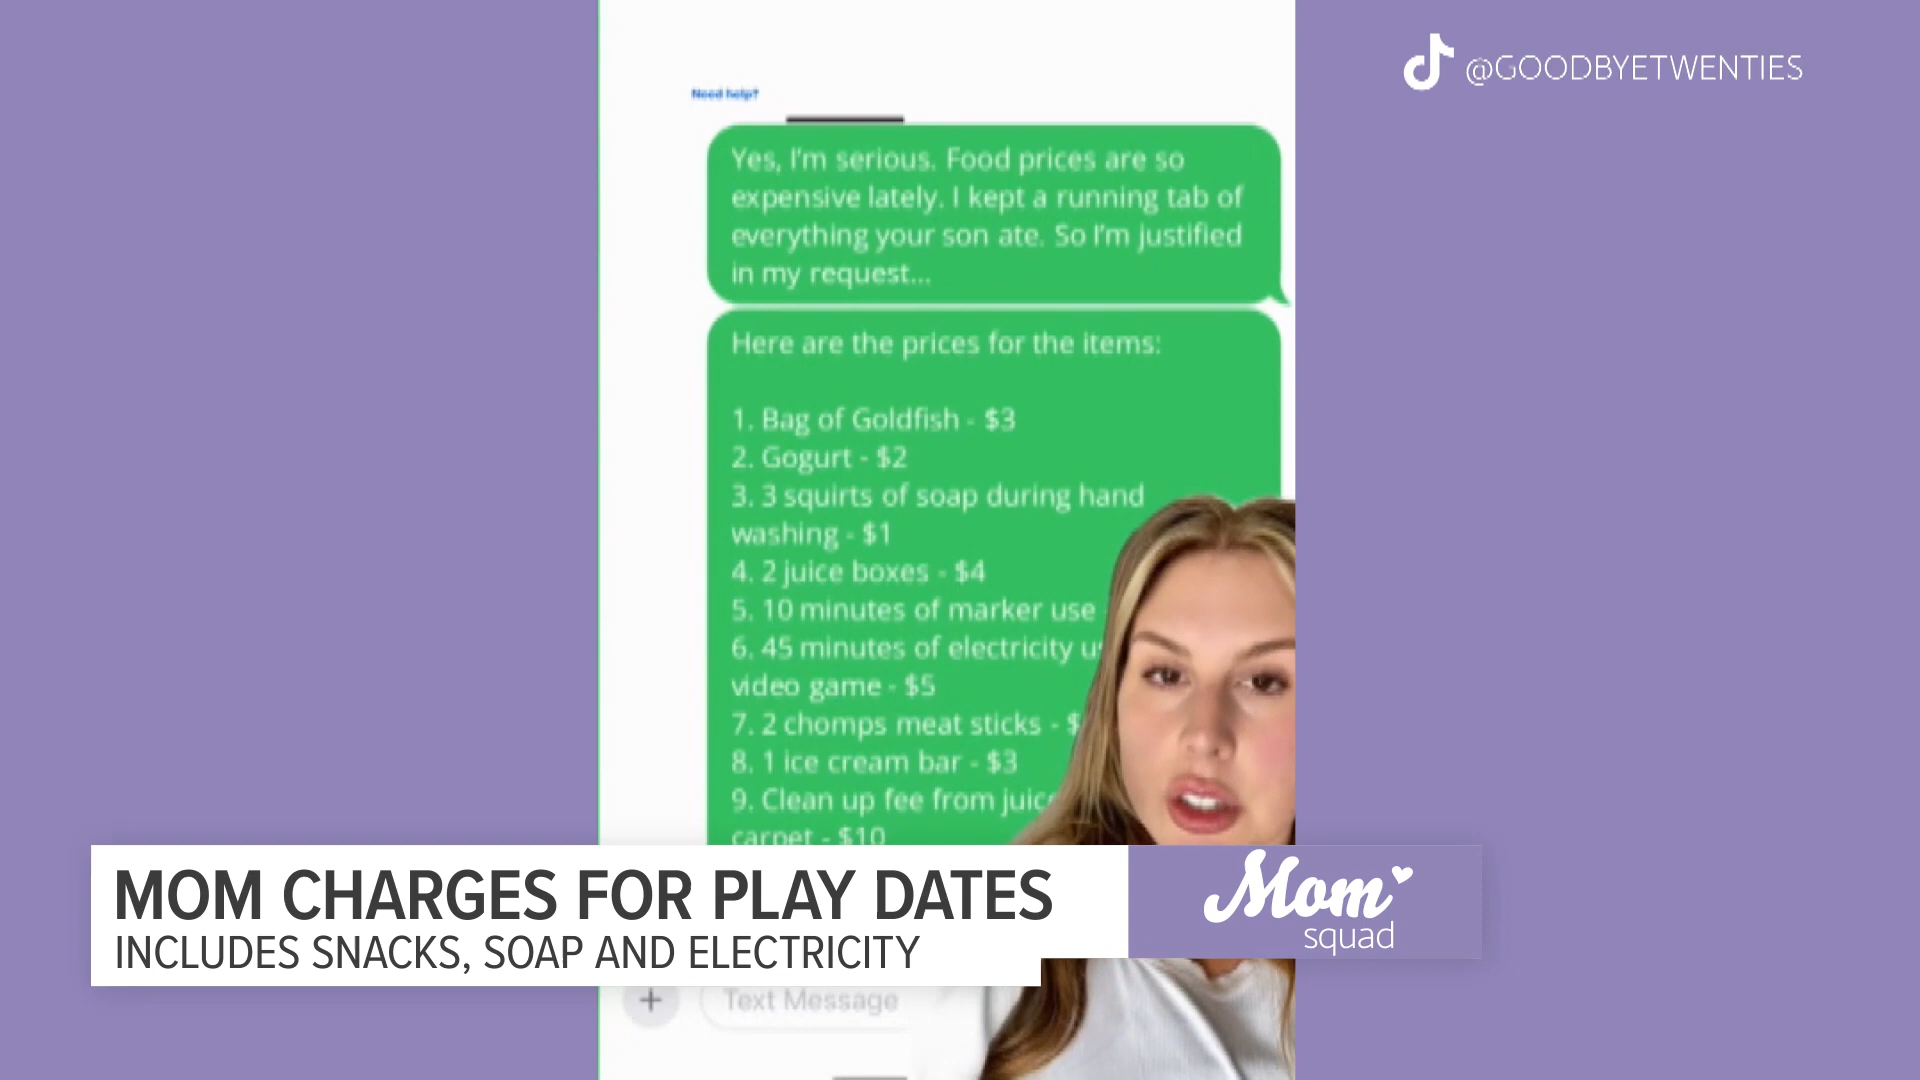 @GOODBYETWENTIES
Need help?
Yes, I'm serious. Food prices are so
expensive lately. I kept a running tab of
everything your son ate. So I'm justified
in my request...
Here are the prices for the items:
1. Bag of Goldfish - $3
2. Gogurt - $2
3. 3 squirts of soap during hand
washing - $1
4. 2 juice boxes - $4
5. 10 minutes of marker use
6. 45 minutes of electricity
video game - $5
7. 2 chomps meat sticks - $
8. 1 ice cream bar - $3
9. Clean up fee from
carpet - $10
MOM CHARGES FOR PLAY DATES
INCLUDES SNACKS, SOAP AND ELECTRICITY
Mom
squad
Text Message